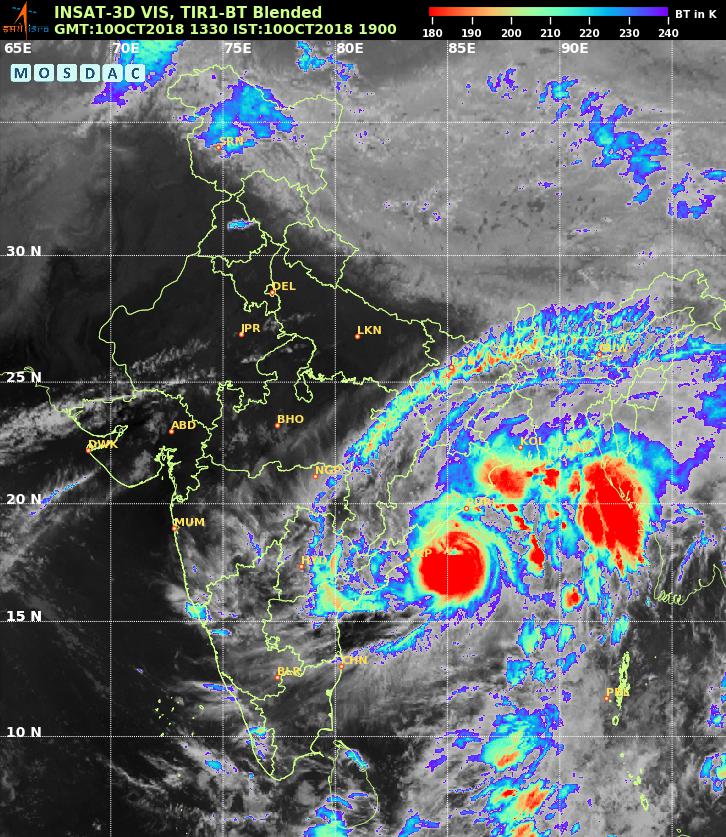 INSAT-3D VIS, TIR1-BT Blended
GMT:10OCT2018 1330 IST:10OCT2018 1900
BT in K
180 190 200 210 220 230 240
65E 70E 75E 80E 85E 90E
M O S D A C
SRN
30 N
DEL
JPR
LKN
25 N
ABD
BHO
DWK
KOL
NGP
20 N
MUM
HYD
15 N
CHN
BLR
PBL
10 N